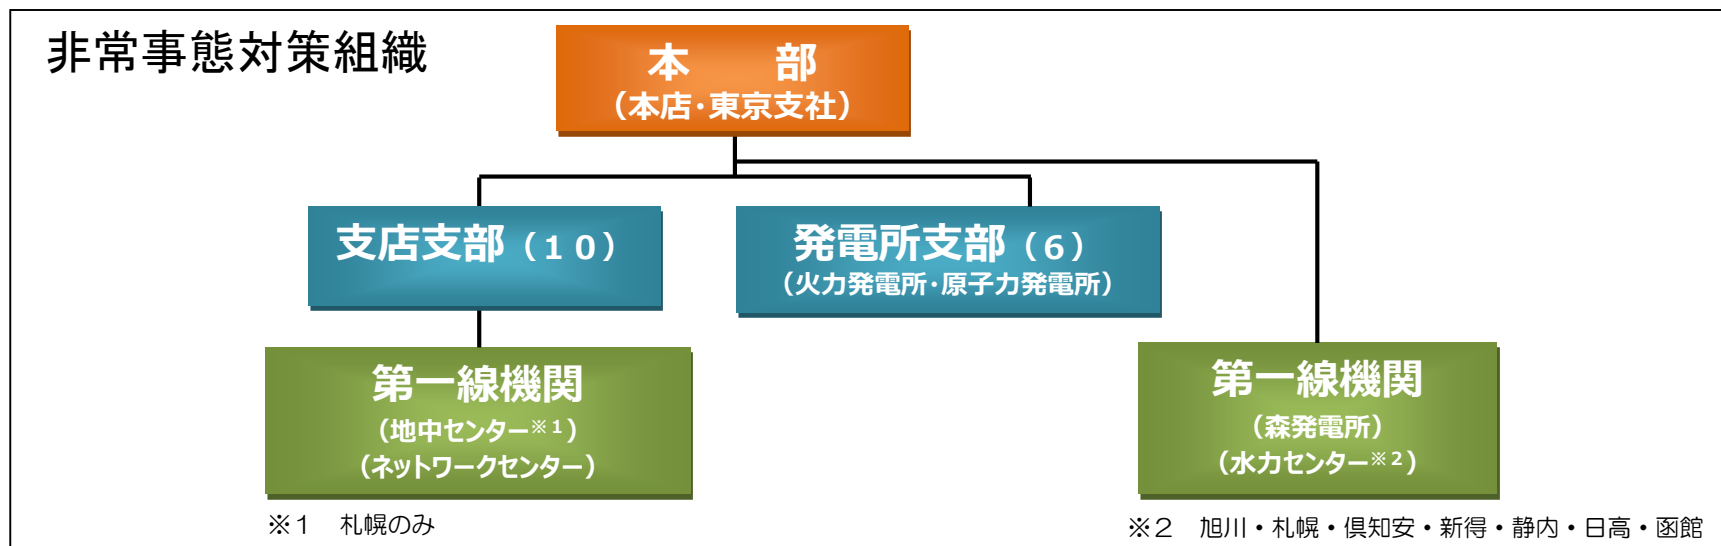 非常事態対策組織
本　　部
（本店・東京支社）
支店支部（１０）
発電所支部（６）
（火力発電所・原子力発電所）
第一線機関
（地中センター※１）
（ネットワークセンター）
第一線機関
（森発電所）
（水力センター※２）
※１　札幌のみ
※２　旭川・札幌・倶知安・新得・静内・日高・函館